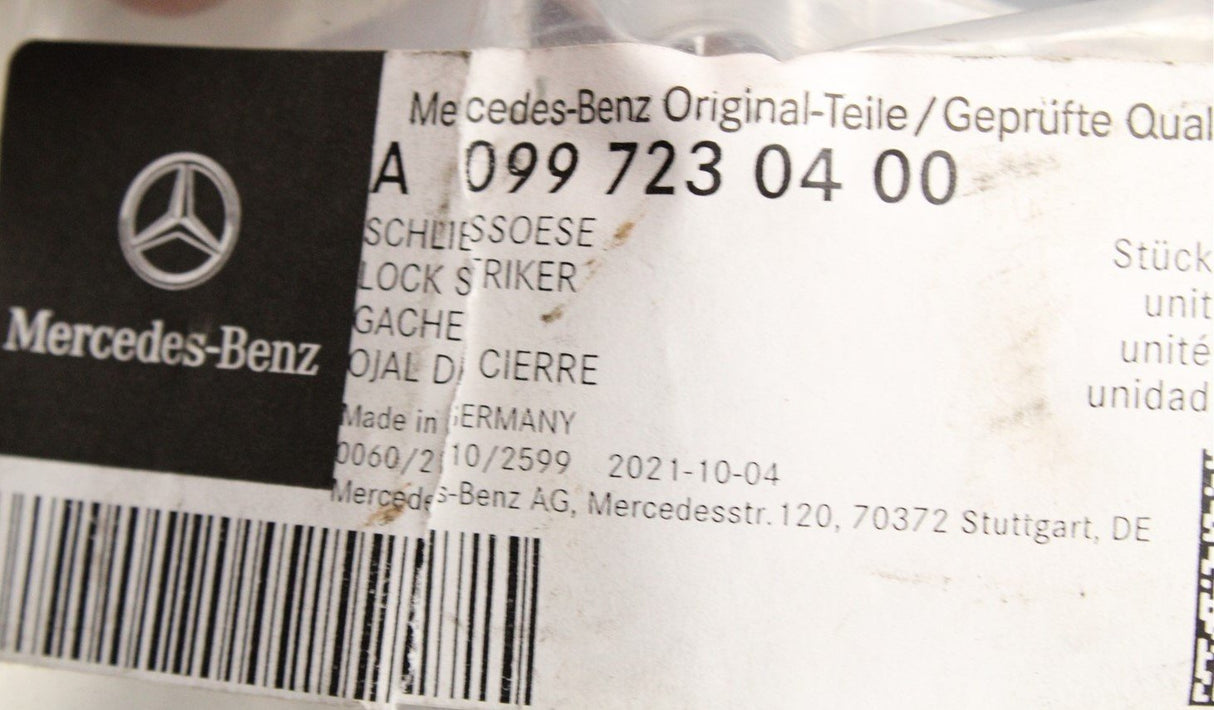 Mercedes-Benz Original-Teile / Geprüfte Qual
A 099 723 04 00
SCHLIESSOESE
LOCK STRIKER
GACHE
OJAL DE CIERRE
Made in GERMANY
0060/210/2599 2021-10-04
Mercedes-Benz AG, Mercedesstr. 120, 70372 Stuttgart, DE
Stück
unit
unité
unidad
Mercedes-Benz